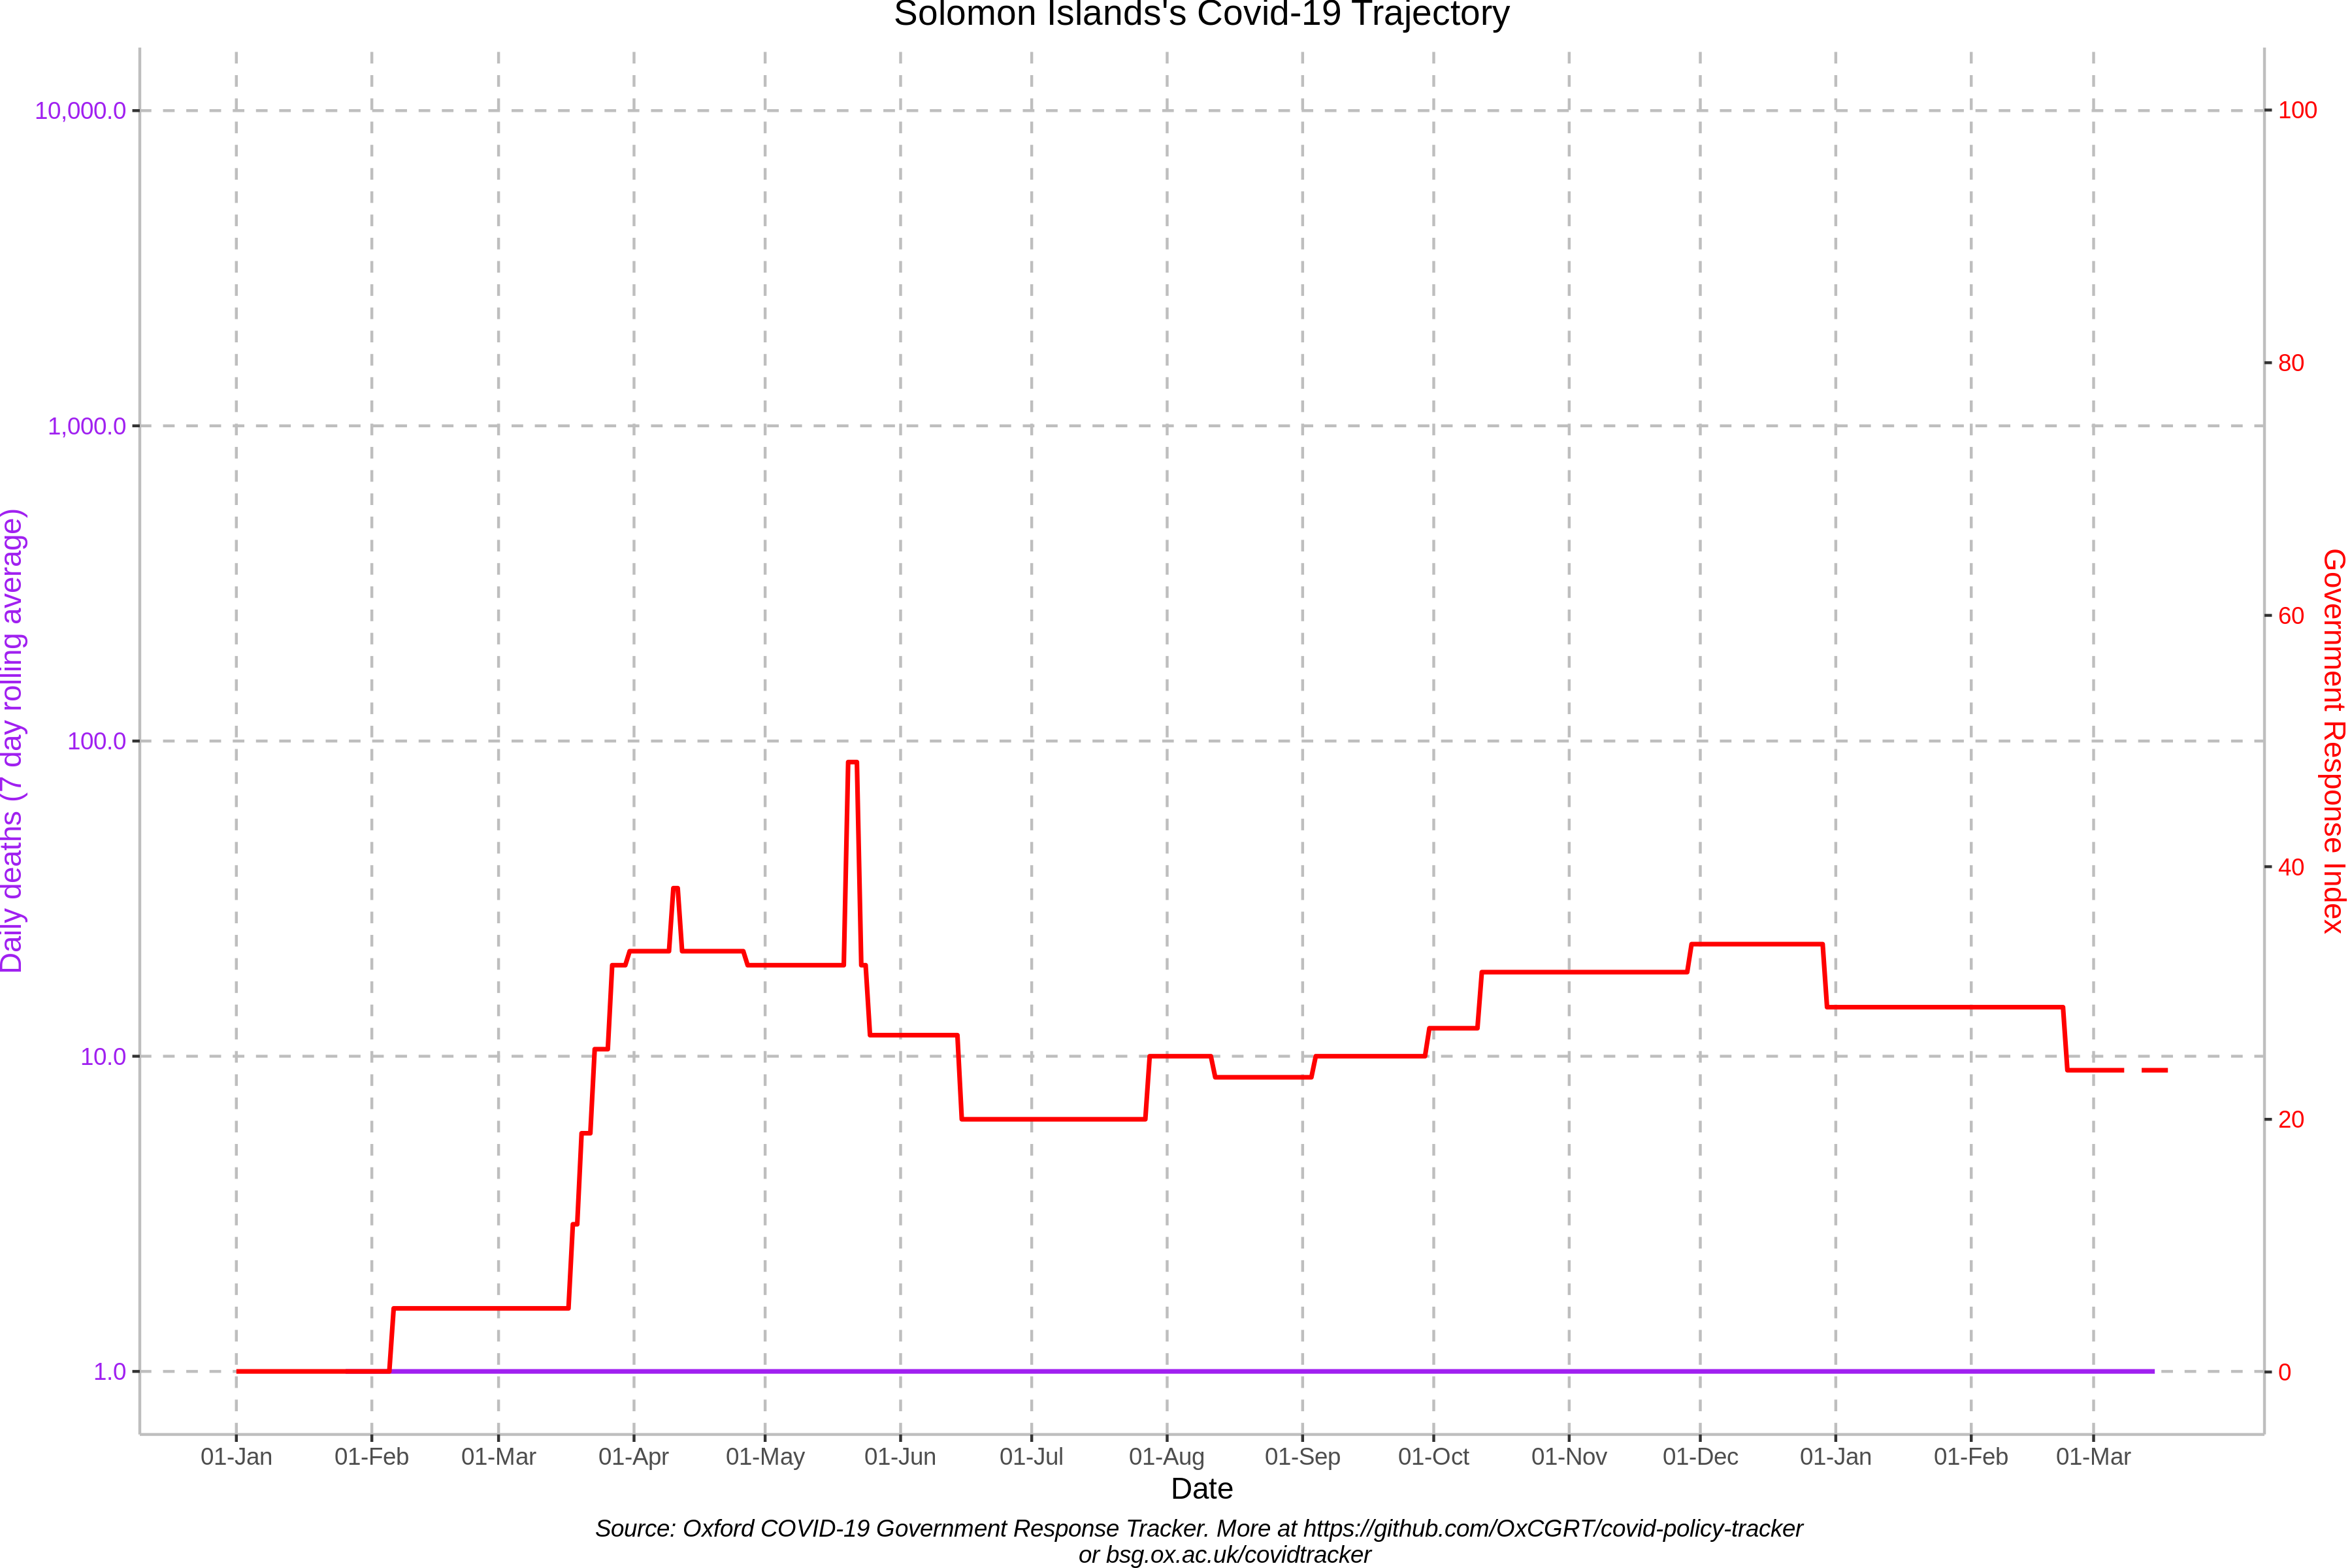 Solomon Islands's Covid-19 Trajectory
10,000.0
1,000.0
100.0
10.0
1.0
Daily deaths (7 day rolling average)
100
80
60
40
20
0
Government Response Index
01-Jan 01-Feb 01-Mar 01-Apr 01-May 01-Jun 01-Jul 01-Aug 01-Sep 01-Oct 01-Nov 01-Dec 01-Jan 01-Feb 01-Mar
Date
Source: Oxford COVID-19 Government Response Tracker. More at https://github.com/OxCGRT/covid-policy-tracker
or bsg.ox.ac.uk/covidtracker